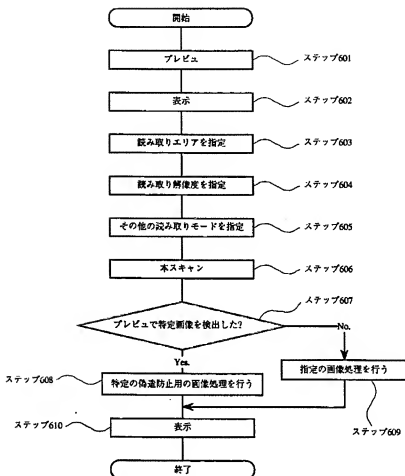 開始
プレビュ
ステップ601
表示
ステップ602
読み取りエリアを指定
ステップ603
読み取り解像度を指定
ステップ604
その他の読み取りモードを指定
ステップ605
本スキャン
ステップ606
ステップ607
プレビュで特定画像を検出した?
No.
Yes.
ステップ608
特定の偽造防止用の画像処理を行う
指定の画像処理を行う
ステップ609
ステップ610
表示
終了